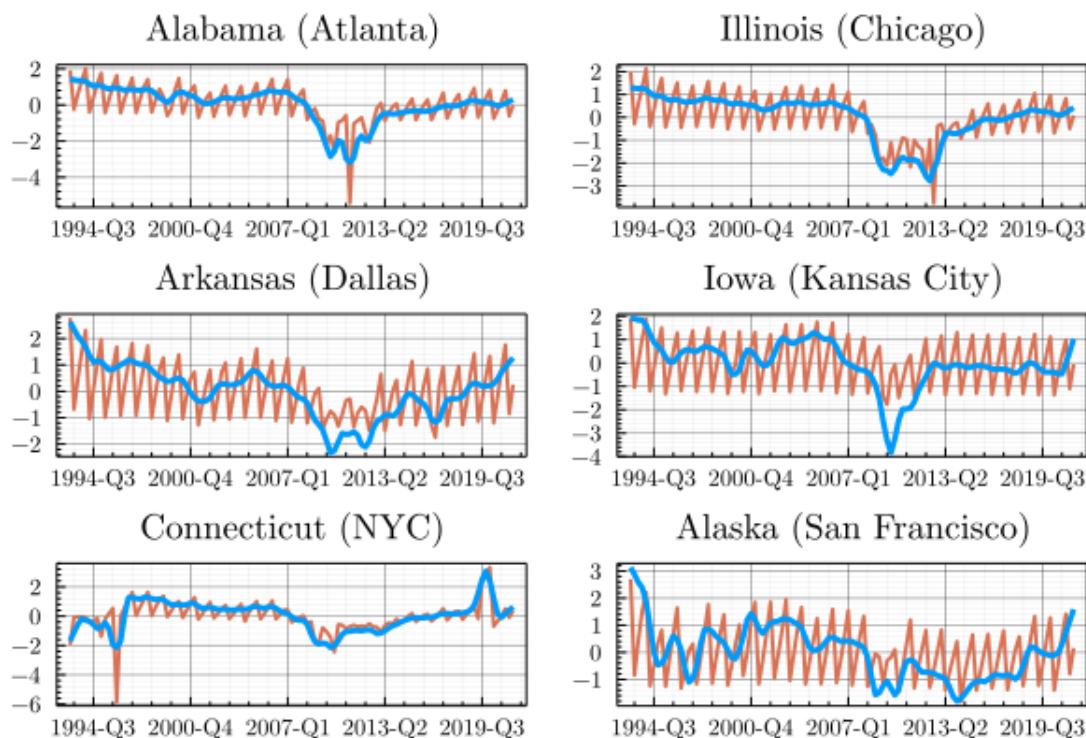 Alabama (Atlanta)
2
0
−2
−4
1994-Q3 2000-Q4 2007-Q1 2013-Q2 2019-Q3
Illinois (Chicago)
2
1
0
−1
−2
−3
1994-Q3 2000-Q4 2007-Q1 2013-Q2 2019-Q3
Arkansas (Dallas)
2
1
0
−1
−2
1994-Q3 2000-Q4 2007-Q1 2013-Q2 2019-Q3
Iowa (Kansas City)
2
1
0
−1
−2
−3
−4
1994-Q3 2000-Q4 2007-Q1 2013-Q2 2019-Q3
Connecticut (NYC)
2
0
−2
−4
−6
1994-Q3 2000-Q4 2007-Q1 2013-Q2 2019-Q3
Alaska (San Francisco)
3
2
1
0
−1
1994-Q3 2000-Q4 2007-Q1 2013-Q2 2019-Q3